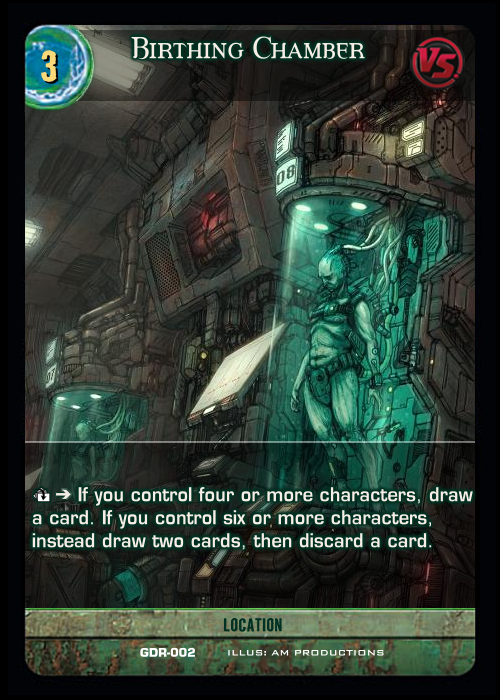 3
BIRTHING CHAMBER
VS
08
➔ If you control four or more characters, draw
a card. If you control six or more characters,
instead draw two cards, then discard a card.
LOCATION
GDR-002 ILLUS: AM PRODUCTIONS